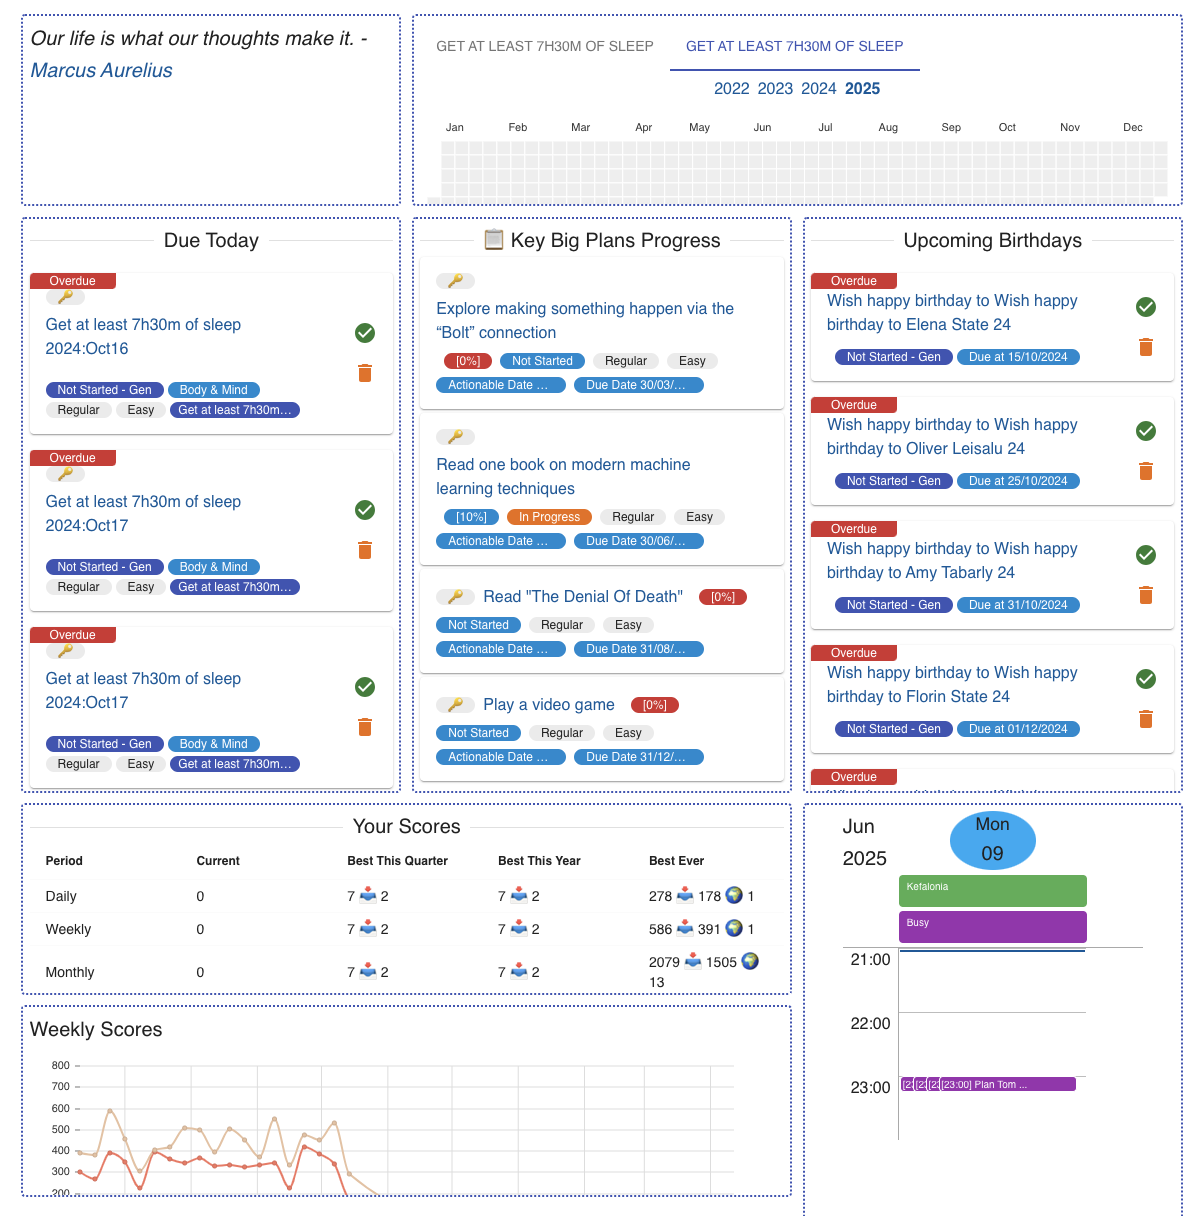 Our life is what our thoughts make it. -
Marcus Aurelius
GET AT LEAST 7H30M OF SLEEP
GET AT LEAST 7H30M OF SLEEP
2022 2023 2024 2025
Jan Feb Mar Apr May Jun Jul Aug Sep Oct Nov Dec
Due Today
Overdue
Get at least 7h30m of sleep
2024:Oct16
Not Started - Gen
Body & Mind
Regular
Easy
Get at least 7h30m...
Overdue
Get at least 7h30m of sleep
2024:Oct17
Not Started - Gen
Body & Mind
Regular
Easy
Get at least 7h30m...
Overdue
Get at least 7h30m of sleep
2024:Oct17
Not Started - Gen
Body & Mind
Regular
Easy
Get at least 7h30m...
📋 Key Big Plans Progress
Explore making something happen via the
“Bolt” connection
[0%]
Not Started
Regular
Easy
Actionable Date ...
Due Date 30/03/...
Read one book on modern machine
learning techniques
[10%]
In Progress
Regular
Easy
Actionable Date ...
Due Date 30/06/...
Read "The Denial Of Death"
[0%]
Not Started
Regular
Easy
Actionable Date ...
Due Date 31/08/...
Play a video game
[0%]
Not Started
Regular
Easy
Actionable Date ...
Due Date 31/12/...
Upcoming Birthdays
Overdue
Wish happy birthday to Wish happy
birthday to Elena State 24
Not Started - Gen
Due at 15/10/2024
Overdue
Wish happy birthday to Wish happy
birthday to Oliver Leisalu 24
Not Started - Gen
Due at 25/10/2024
Overdue
Wish happy birthday to Wish happy
birthday to Amy Tabarly 24
Not Started - Gen
Due at 31/10/2024
Overdue
Wish happy birthday to Wish happy
birthday to Florin State 24
Not Started - Gen
Due at 01/12/2024
Overdue
Your Scores
Period Current Best This Quarter Best This Year Best Ever
Daily 0 7 📥 2 7 📥 2 278 📥 178 🌍 1
Weekly 0 7 📥 2 7 📥 2 586 📥 391 🌍 1
Monthly 0 7 📥 2 7 📥 2 2079 📥 1505 🌍
13
Weekly Scores
800
700
600
500
400
300
200
Jun
2025
Mon
09
Kefalonia
Busy
21:00
22:00
23:00
[23:00] Plan Tom ...